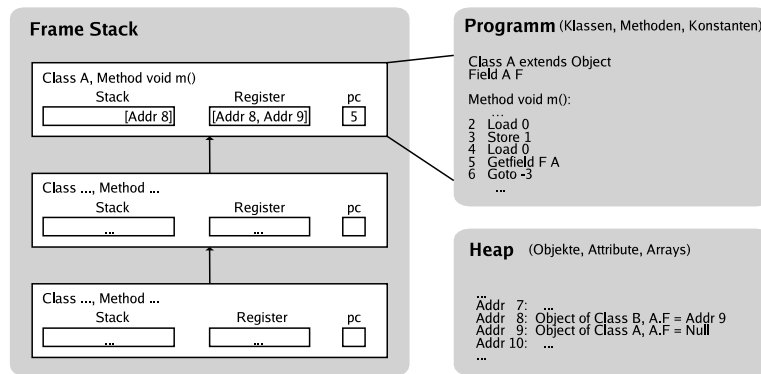 Frame Stack
Class A, Method void m()
Stack Register pc
[Addr 8] [Addr 8, Addr 9] 5
Class ..., Method ...
Stack Register pc
... ...
Class ..., Method ...
Stack Register pc
... ...
Programm (Klassen, Methoden, Konstanten)
Class A extends Object
Field A F
Method void m():
...
2 Load 0
3 Store 1
4 Load 0
5 Getfield F A
6 Goto -3
...
Heap (Objekte, Attribute, Arrays)
...
Addr 7: ...
Addr 8: Object of Class B, A.F = Addr 9
Addr 9: Object of Class A, A.F = Null
Addr 10: ...
...